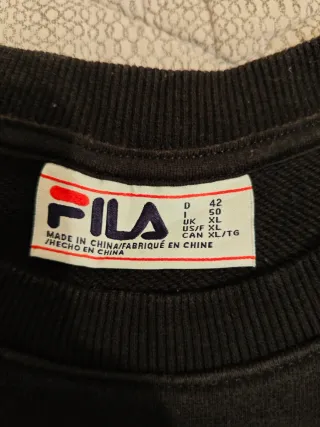 FILA
D 42
I 50
UK XL
US/F XL
CAN XL/TG
MADE IN CHINA/FABRIQUÉ EN CHINE
/HECHO EN CHINA